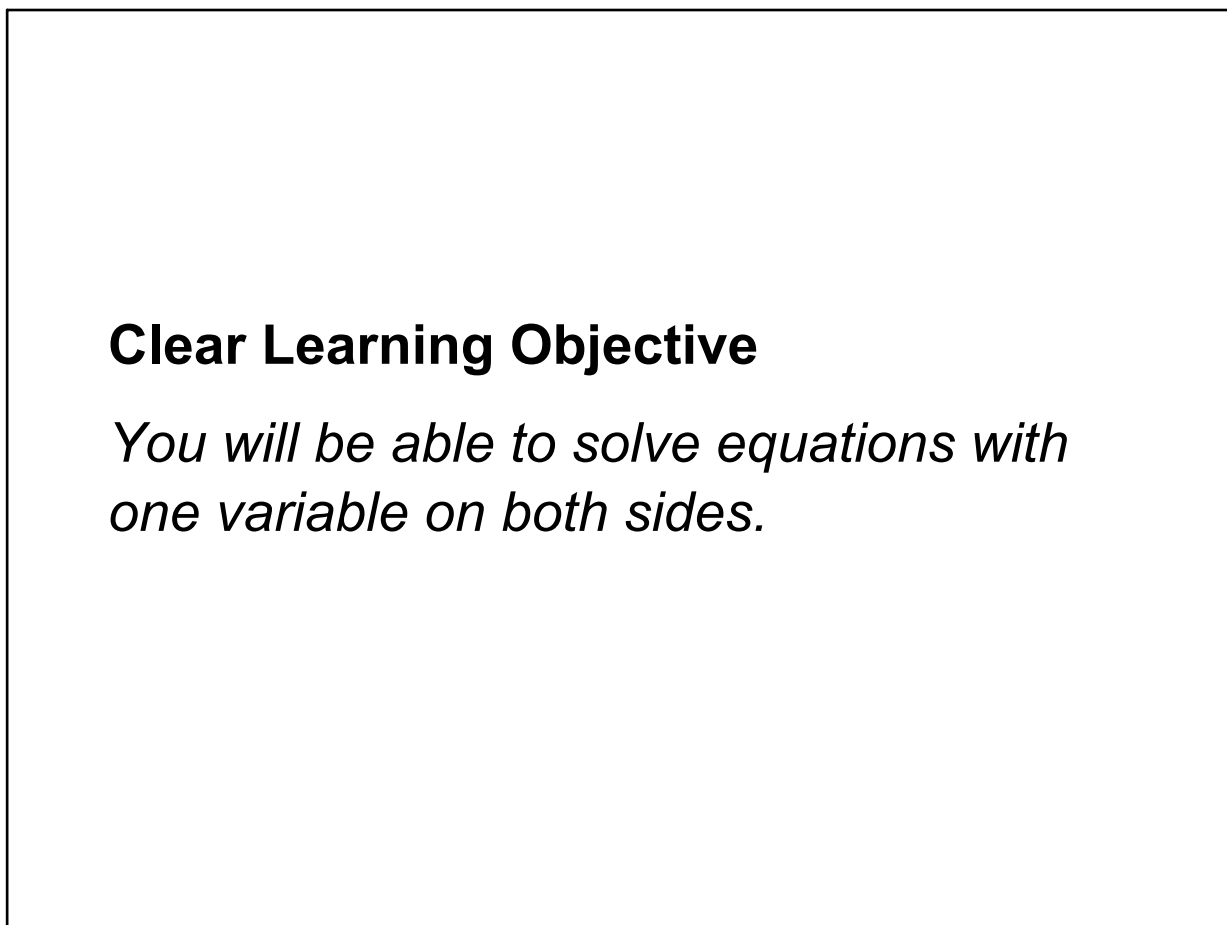 Clear Learning Objective
You will be able to solve equations with
one variable on both sides.